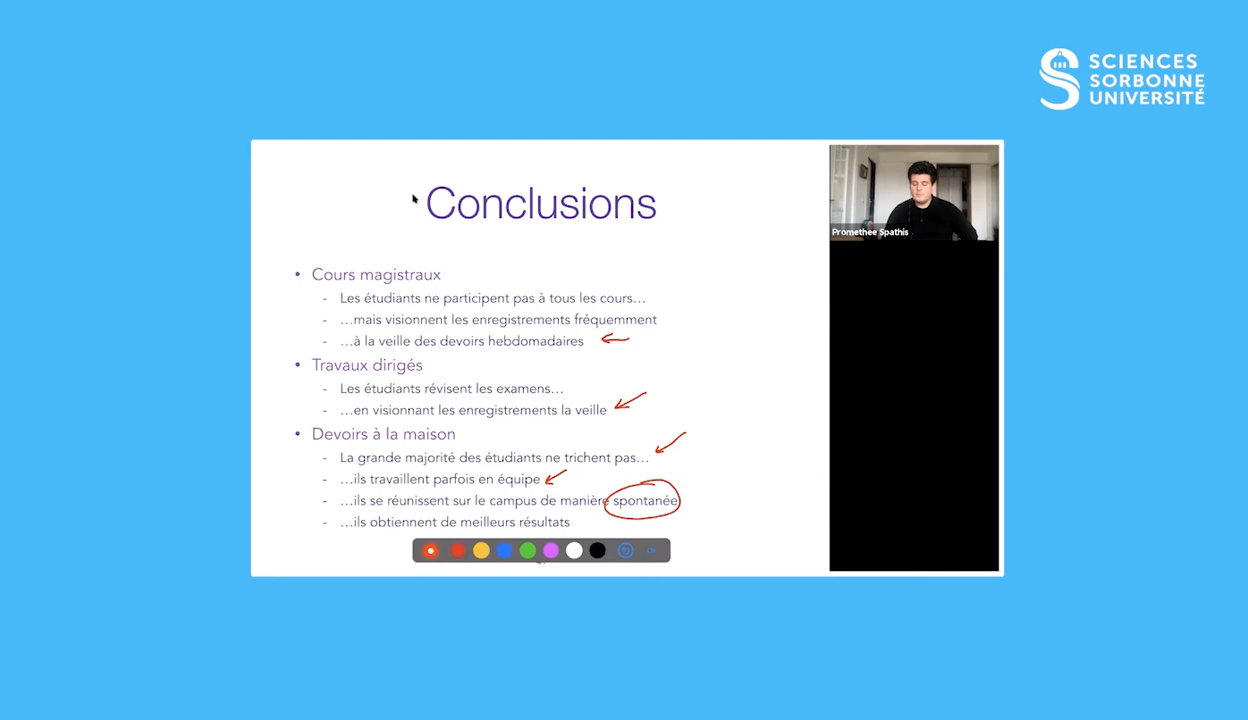 SCIENCES
SORBONNE
UNIVERSITÉ
Conclusions
• Cours magistraux
- Les étudiants ne participent pas à tous les cours…
- …mais visionnent les enregistrements fréquemment
- …à la veille des devoirs hebdomadaires
• Travaux dirigés
- Les étudiants révisent les examens…
- …en visionnant les enregistrements la veille
• Devoirs à la maison
- La grande majorité des étudiants ne trichent pas…
- …ils travaillent parfois en équipe
- …ils se réunissent sur le campus de manière spontanée
- …ils obtiennent de meilleurs résultats
Promethee Spathis